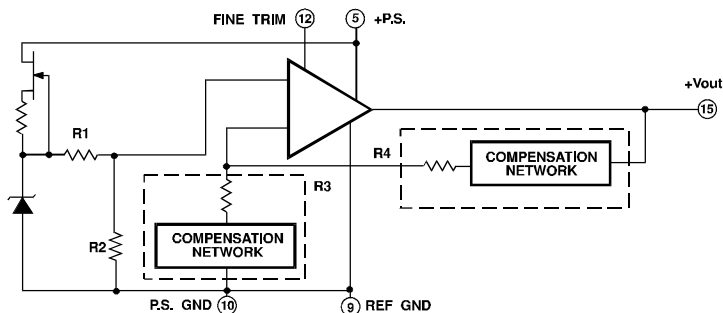 FINE TRIM 12 5 +P.S.
+Vout
15
R1
R4
COMPENSATION
NETWORK
R3
R2
COMPENSATION
NETWORK
P.S. GND 10 9 REF GND